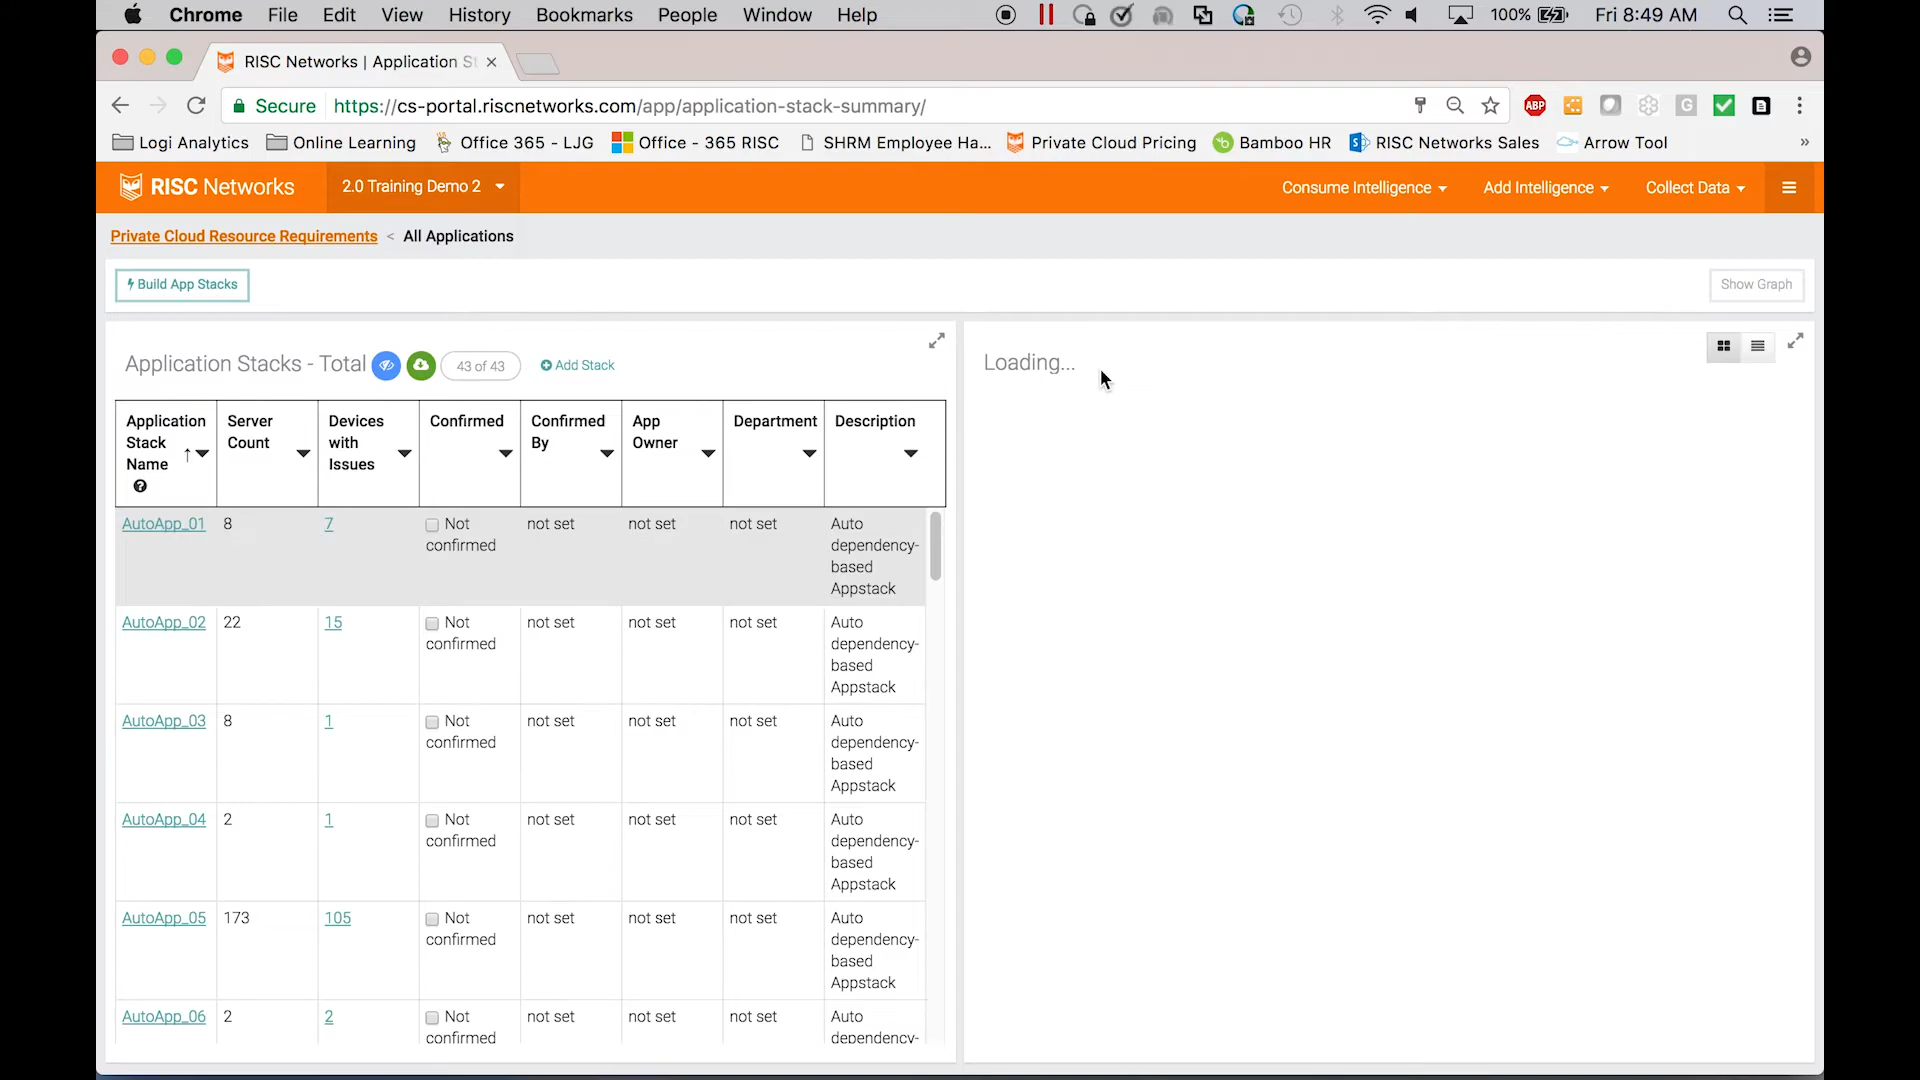 Chrome File Edit View History Bookmarks People Window Help 100% Fri 8:49 AM
RISC Networks | Application St
Secure https://cs-portal.riscnetworks.com/app/application-stack-summary/ ABP G
Logi Analytics Online Learning Office 365 - LJG Office - 365 RISC SHRM Employee Ha... Private Cloud Pricing Bamboo HR RISC Networks Sales Arrow Tool »
RISC Networks 2.0 Training Demo 2 Consume Intelligence Add Intelligence Collect Data
Private Cloud Resource Requirements < All Applications
Build App Stacks Show Graph
Application Stacks - Total 43 of 43 Add Stack Loading...
Application Server Devices Confirmed Confirmed App Department Description
Stack Count with By Owner
Name ↑ Issues
?
AutoApp_01 8 7 Not not set not set not set Auto
confirmed dependency-
based
Appstack
AutoApp_02 22 15 Not not set not set not set Auto
confirmed dependency-
based
Appstack
AutoApp_03 8 1 Not not set not set not set Auto
confirmed dependency-
based
Appstack
AutoApp_04 2 1 Not not set not set not set Auto
confirmed dependency-
based
Appstack
AutoApp_05 173 105 Not not set not set not set Auto
confirmed dependency-
based
Appstack
AutoApp_06 2 2 Not not set not set not set Auto
confirmed dependency-